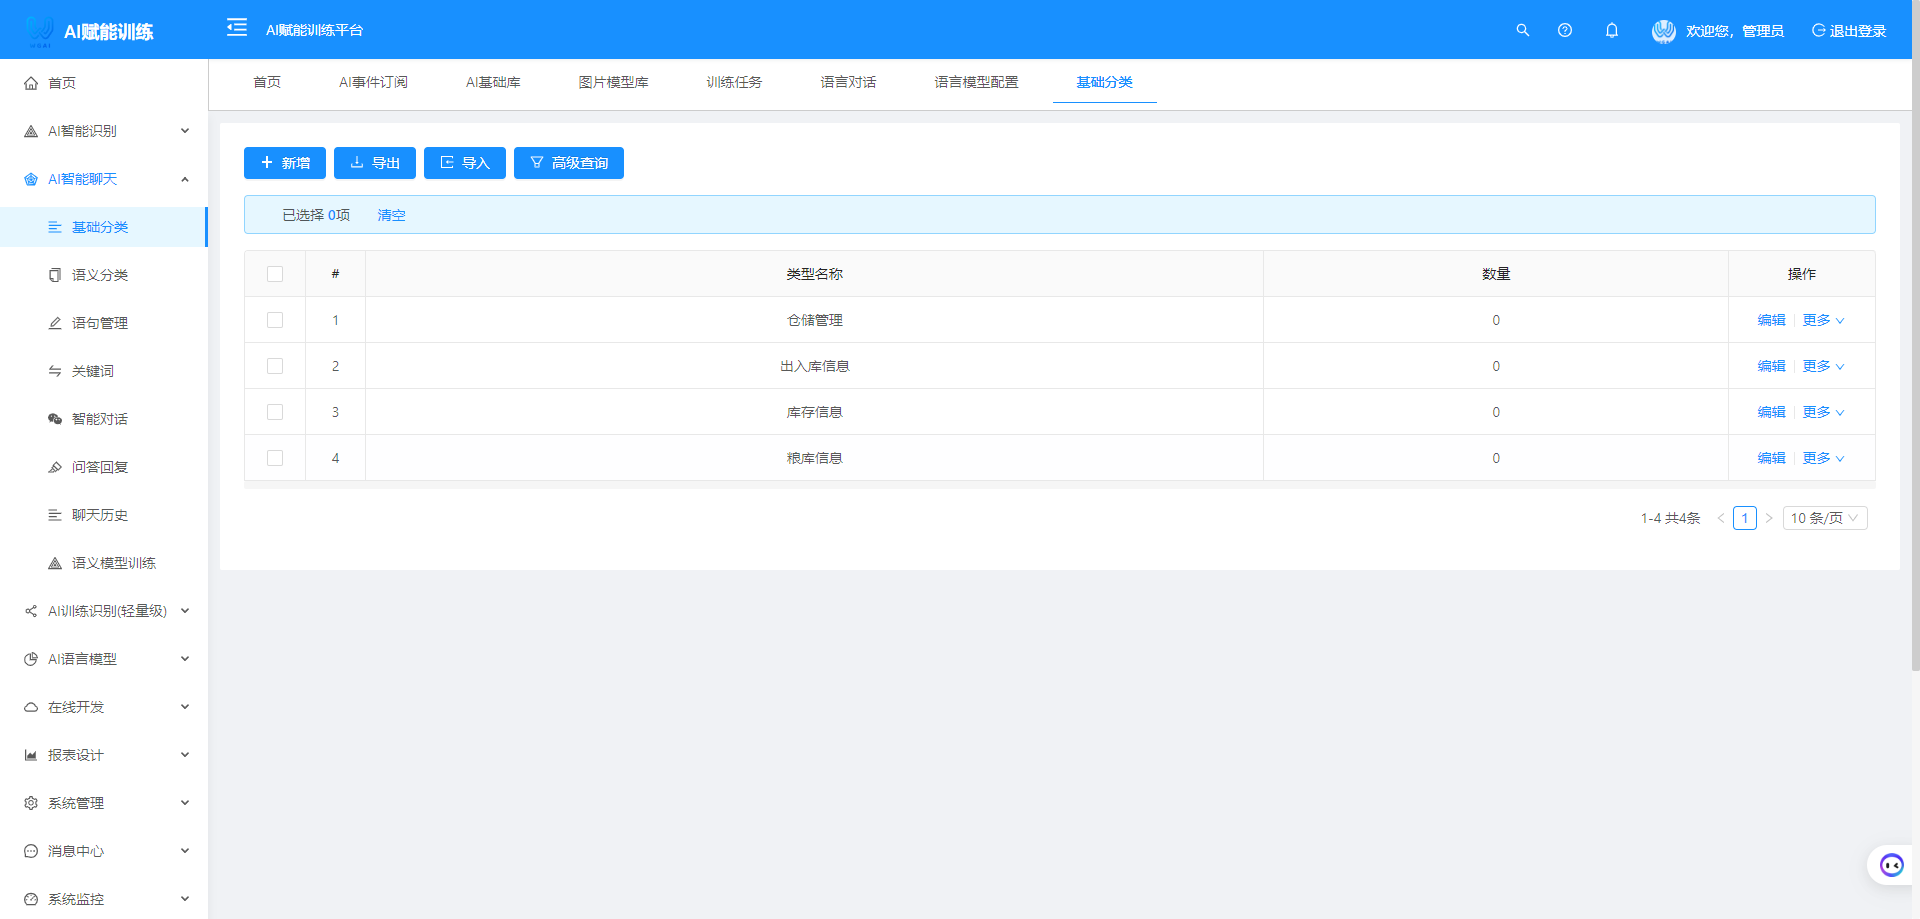 AI赋能训练
AI赋能训练平台
欢迎您，管理员
退出登录
首页
AI智能识别
AI智能聊天
基础分类
语义分类
语句管理
关键词
智能对话
问答回复
聊天历史
语义模型训练
AI训练识别(轻量级)
AI语言模型
在线开发
报表设计
系统管理
消息中心
系统监控
首页 AI事件订阅 AI基础库 图片模型库 训练任务 语言对话 语言模型配置 基础分类
新增 导出 导入 高级查询
已选择 0项 清空
# 类型名称 数量 操作
1 仓储管理 0 编辑 更多
2 出入库信息 0 编辑 更多
3 库存信息 0 编辑 更多
4 粮库信息 0 编辑 更多
1-4 共4条 1 10 条/页